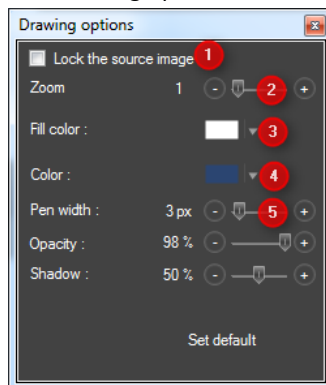 Drawing options
Lock the source image 1
Zoom 1 - 2 +
Fill color : 3
Color : 4
Pen width : 3 px - 5 +
Opacity : 98 % - +
Shadow : 50 % - +
Set default